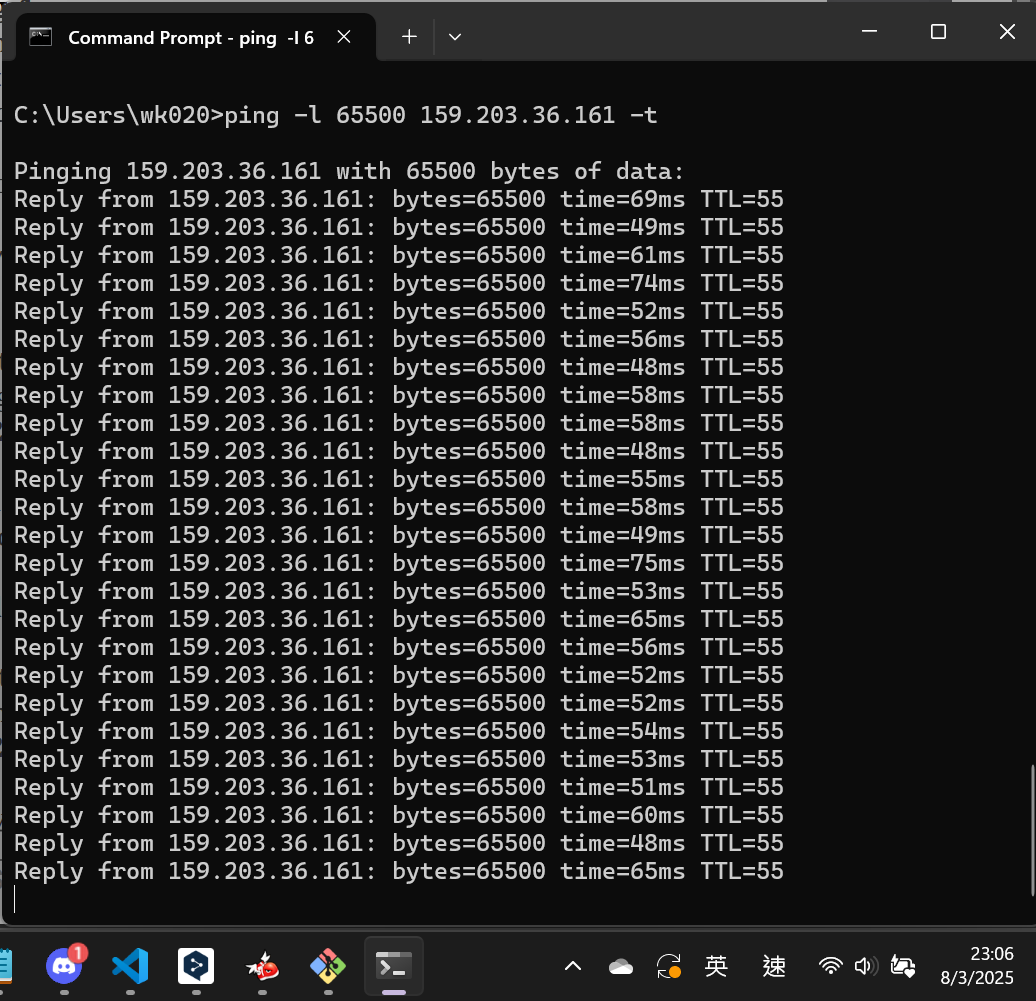 Command Prompt - ping  -l 6
C:\Users\wk020>ping -l 65500 159.203.36.161 -t
Pinging 159.203.36.161 with 65500 bytes of data:
Reply from 159.203.36.161: bytes=65500 time=69ms TTL=55
Reply from 159.203.36.161: bytes=65500 time=49ms TTL=55
Reply from 159.203.36.161: bytes=65500 time=61ms TTL=55
Reply from 159.203.36.161: bytes=65500 time=74ms TTL=55
Reply from 159.203.36.161: bytes=65500 time=52ms TTL=55
Reply from 159.203.36.161: bytes=65500 time=56ms TTL=55
Reply from 159.203.36.161: bytes=65500 time=48ms TTL=55
Reply from 159.203.36.161: bytes=65500 time=58ms TTL=55
Reply from 159.203.36.161: bytes=65500 time=58ms TTL=55
Reply from 159.203.36.161: bytes=65500 time=48ms TTL=55
Reply from 159.203.36.161: bytes=65500 time=55ms TTL=55
Reply from 159.203.36.161: bytes=65500 time=58ms TTL=55
Reply from 159.203.36.161: bytes=65500 time=49ms TTL=55
Reply from 159.203.36.161: bytes=65500 time=75ms TTL=55
Reply from 159.203.36.161: bytes=65500 time=53ms TTL=55
Reply from 159.203.36.161: bytes=65500 time=65ms TTL=55
Reply from 159.203.36.161: bytes=65500 time=56ms TTL=55
Reply from 159.203.36.161: bytes=65500 time=52ms TTL=55
Reply from 159.203.36.161: bytes=65500 time=52ms TTL=55
Reply from 159.203.36.161: bytes=65500 time=54ms TTL=55
Reply from 159.203.36.161: bytes=65500 time=53ms TTL=55
Reply from 159.203.36.161: bytes=65500 time=51ms TTL=55
Reply from 159.203.36.161: bytes=65500 time=60ms TTL=55
Reply from 159.203.36.161: bytes=65500 time=48ms TTL=55
Reply from 159.203.36.161: bytes=65500 time=65ms TTL=55
1
英 速
23:06
8/3/2025